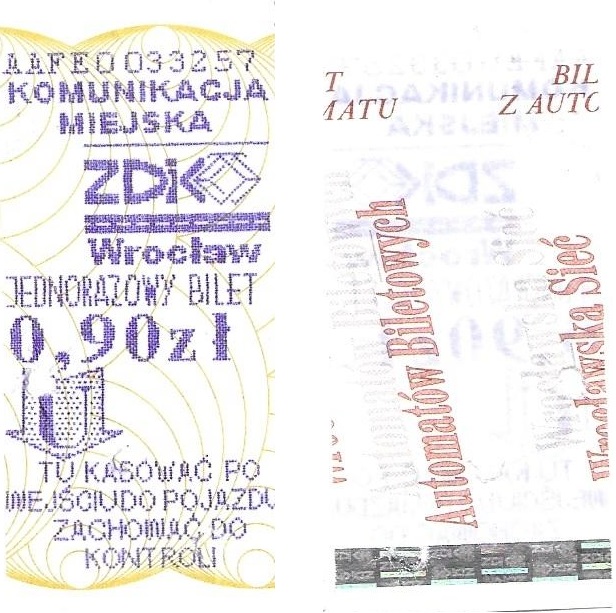 AAFEO033257
KOMUNIKACJA
MIEJSKA
ZDiK
Wrocław
JEDNORAZOWY BILET
0,90zł
TU KASOWAĆ PO
WEJŚCIU DO POJAZDU
ZACHOWAĆ DO
KONTROLI
T BIL
MATU Z AUTO
Automatów Biletowych
Wrocławska Sieć